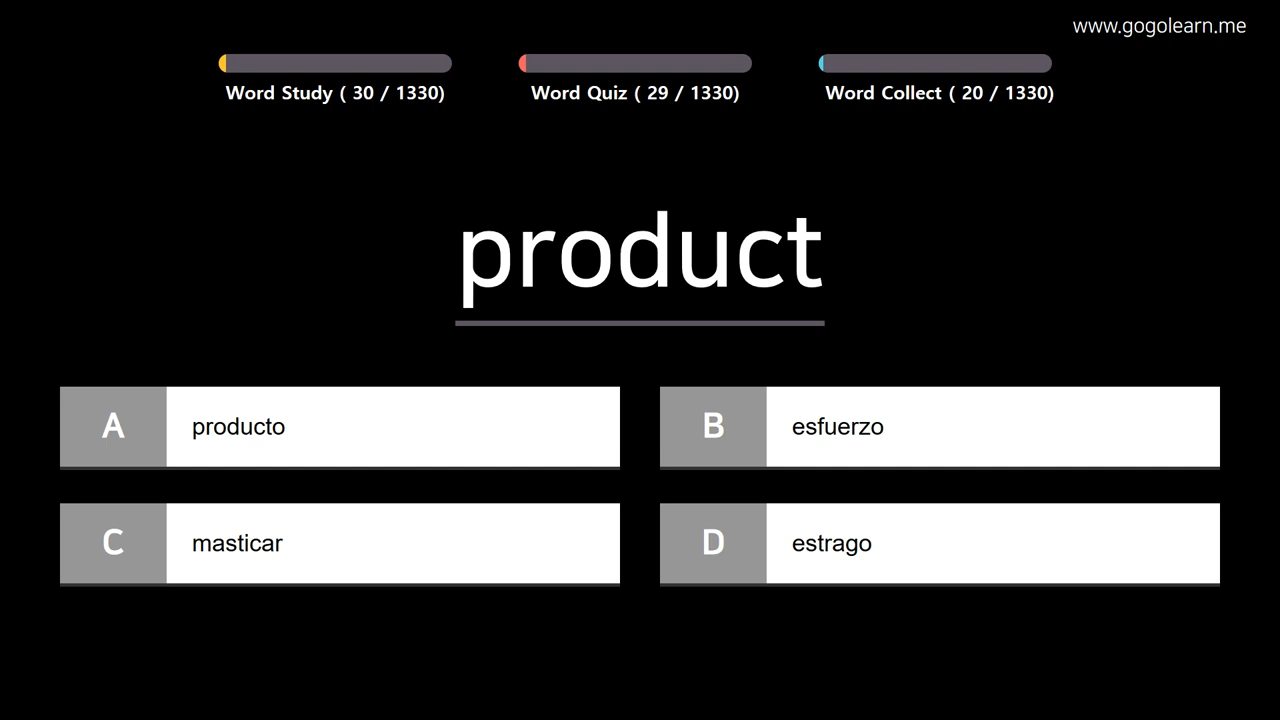 www.gogolearn.me
Word Study ( 30 / 1330)
Word Quiz ( 29 / 1330)
Word Collect ( 20 / 1330)
product
A producto
B esfuerzo
C masticar
D estrago